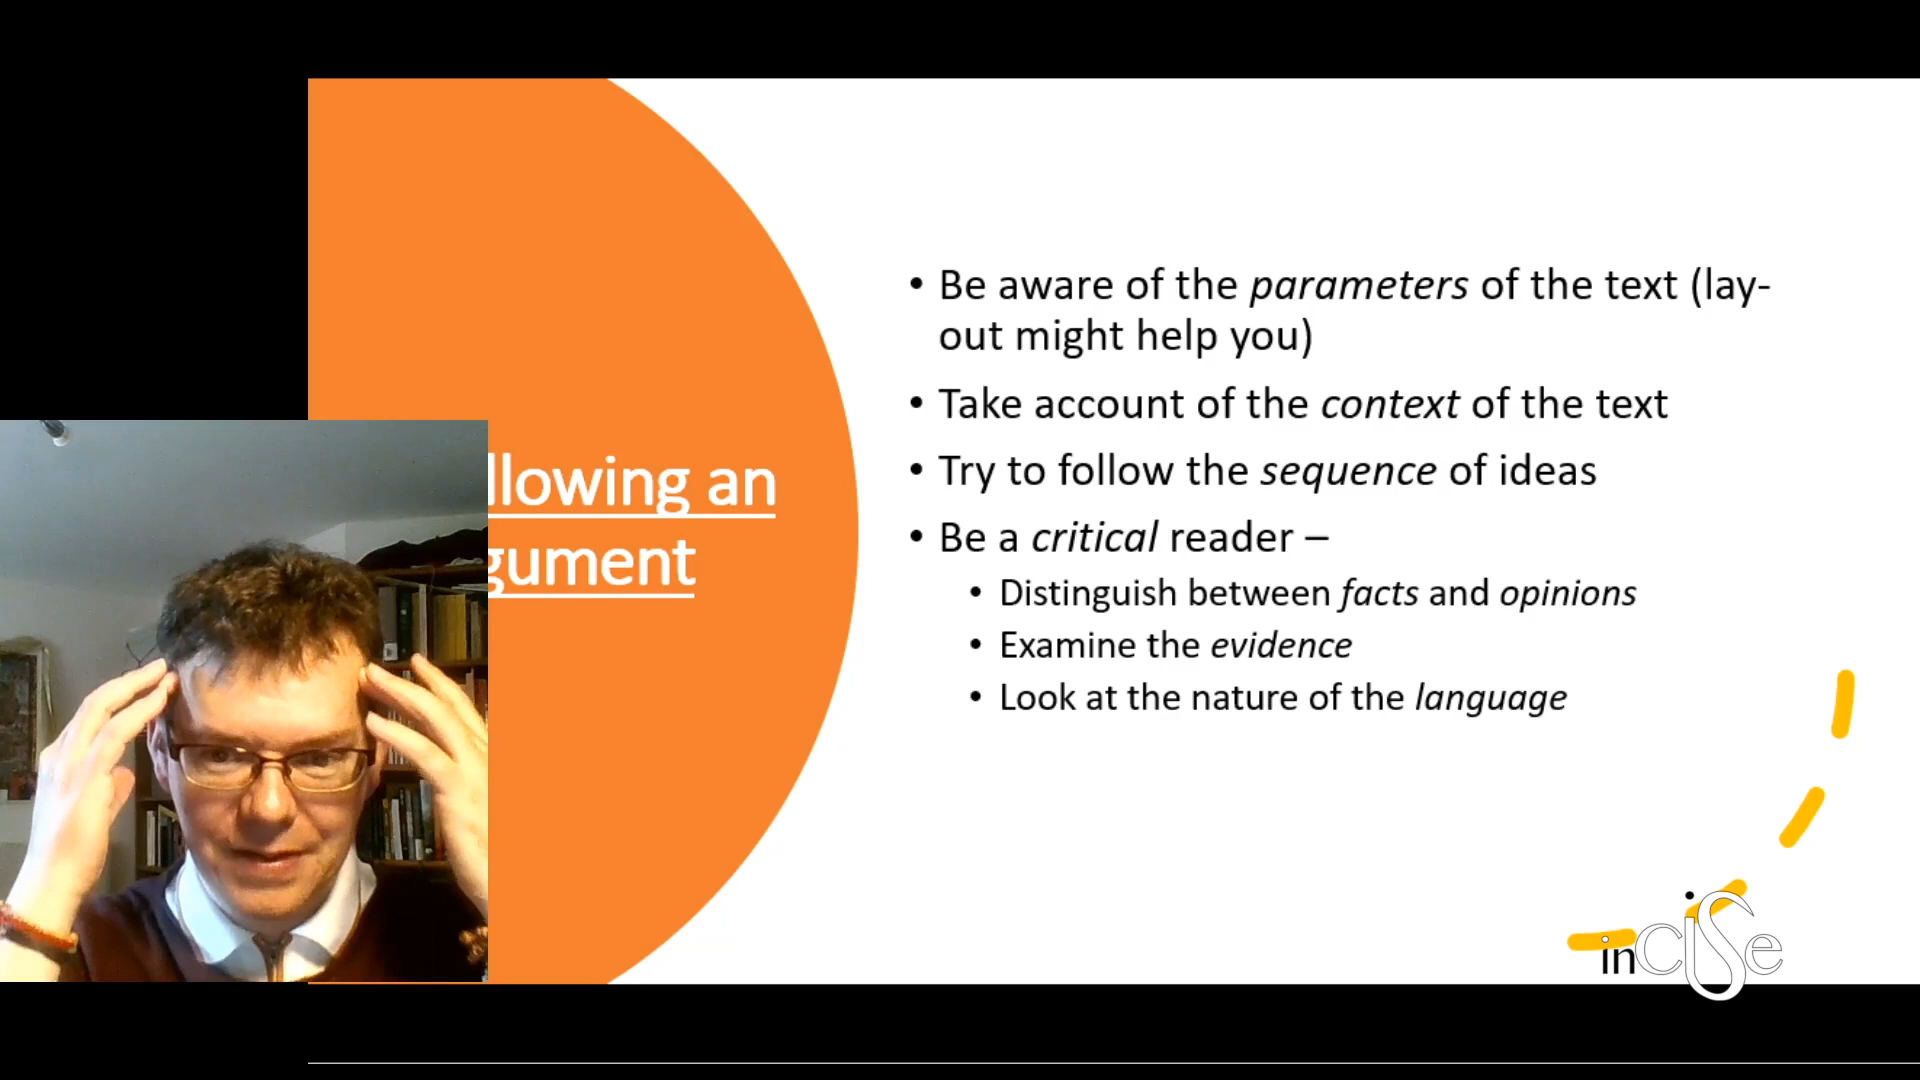 llowing an
gument
• Be aware of the parameters of the text (lay-
out might help you)
• Take account of the context of the text
• Try to follow the sequence of ideas
• Be a critical reader –
• Distinguish between facts and opinions
• Examine the evidence
• Look at the nature of the language
inCiSe